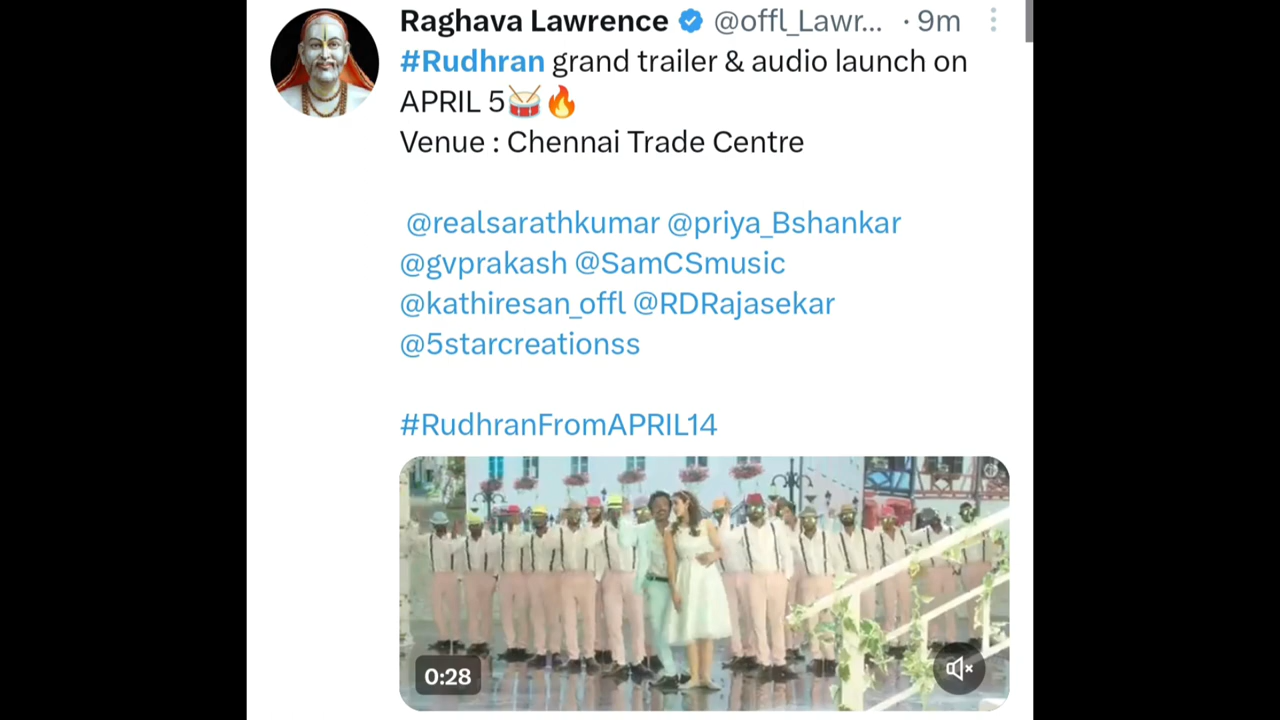 Raghava Lawrence @offl_Lawr... · 9m
#Rudhran grand trailer & audio launch on
APRIL 5🥁🔥
Venue : Chennai Trade Centre
@realsarathkumar @priya_Bshankar
@gvprakash @SamCSmusic
@kathiresan_offl @RDRajasekar
@5starcreationss
#RudhranFromAPRIL14
0:28